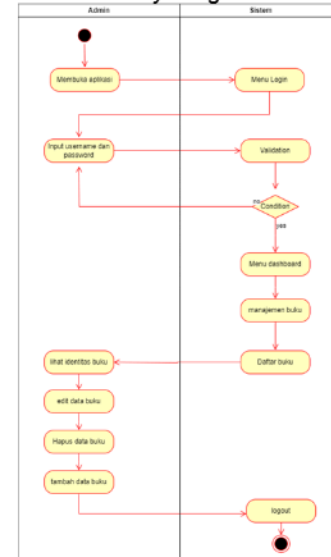 Admin
Sistem
Membuka aplikasi
Menu Login
Input username dan
password
Validation
no
Condition
yes
Menu dashboard
manajemen buku
lihat identitas buku
Daftar buku
edit data buku
Hapus data buku
tambah data buku
logout